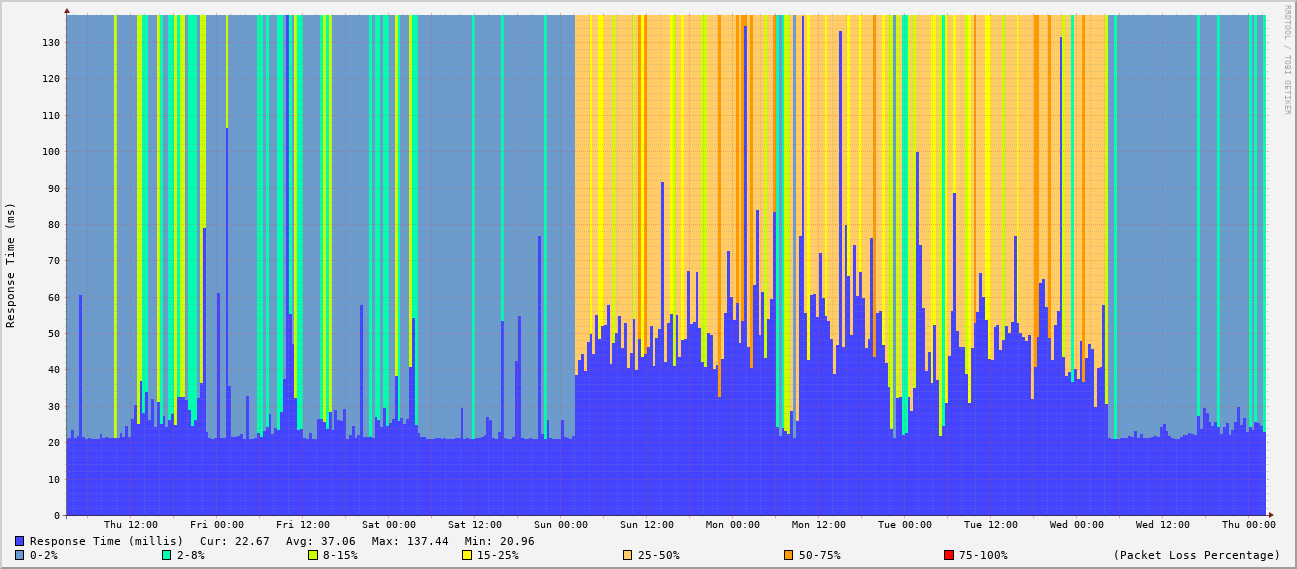 RRDTOOL / TOBI OETIKER
Response Time (ms)
130
120
110
100
90
80
70
60
50
40
30
20
10
0
Thu 12:00 Fri 00:00 Fri 12:00 Sat 00:00 Sat 12:00 Sun 00:00 Sun 12:00 Mon 00:00 Mon 12:00 Tue 00:00 Tue 12:00 Wed 00:00 Wed 12:00 Thu 00:00
Response Time (millis) Cur: 22.67 Avg: 37.06 Max: 137.44 Min: 20.96
0-2% 2-8% 8-15% 15-25% 25-50% 50-75% 75-100% (Packet Loss Percentage)